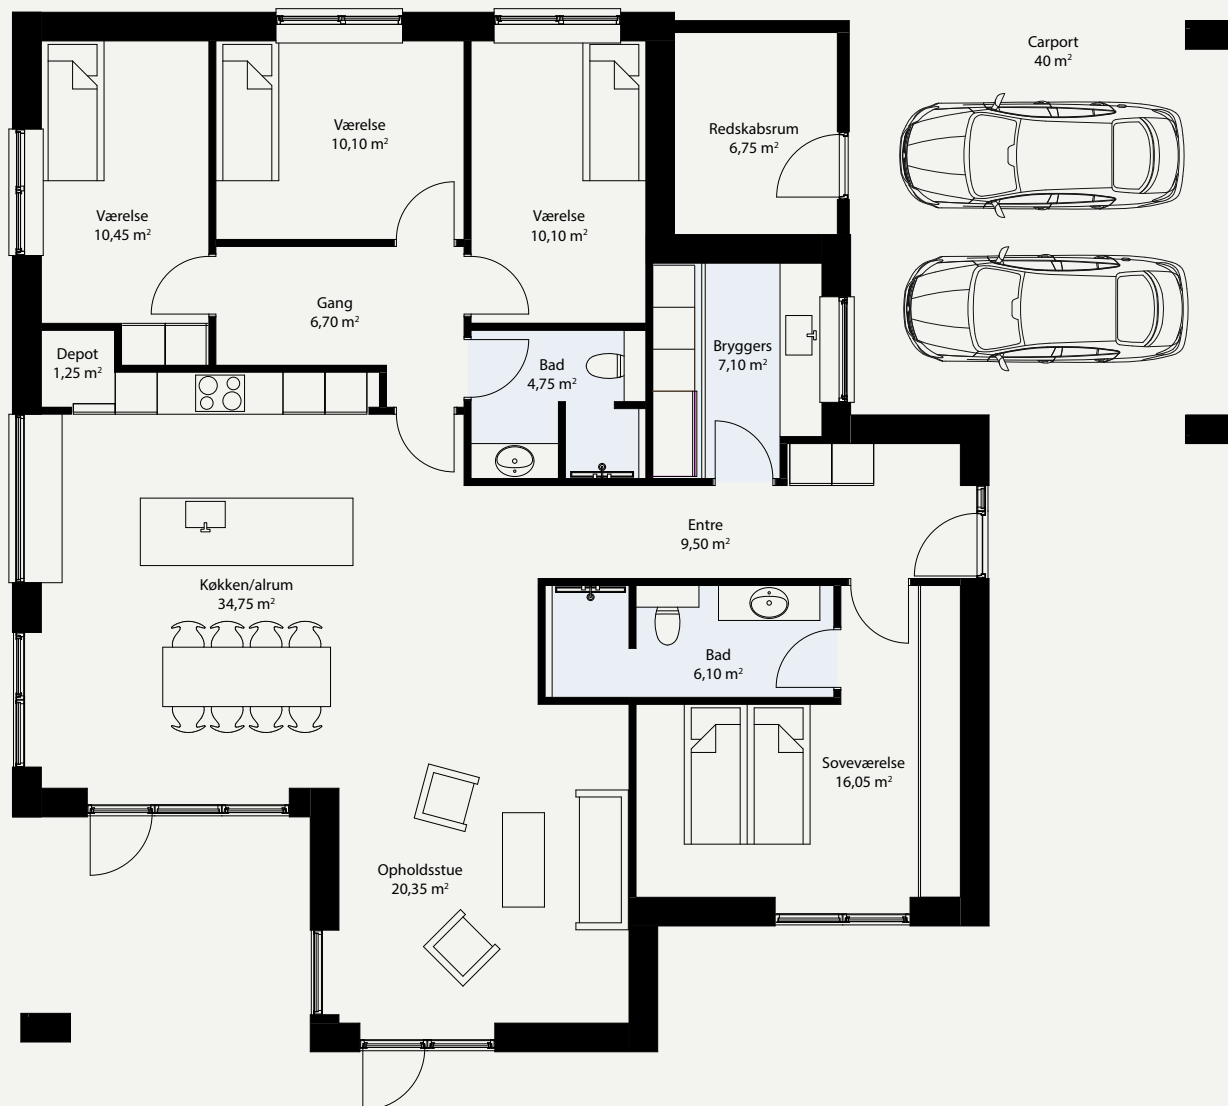 Carport
40 m²
Værelse
10,10 m²
Redskabsrum
6,75 m²
Værelse
10,45 m²
Værelse
10,10 m²
Gang
6,70 m²
Depot
1,25 m²
Bad
4,75 m²
Bryggers
7,10 m²
Entre
9,50 m²
Køkken/alrum
34,75 m²
Bad
6,10 m²
Soveværelse
16,05 m²
Opholdsstue
20,35 m²